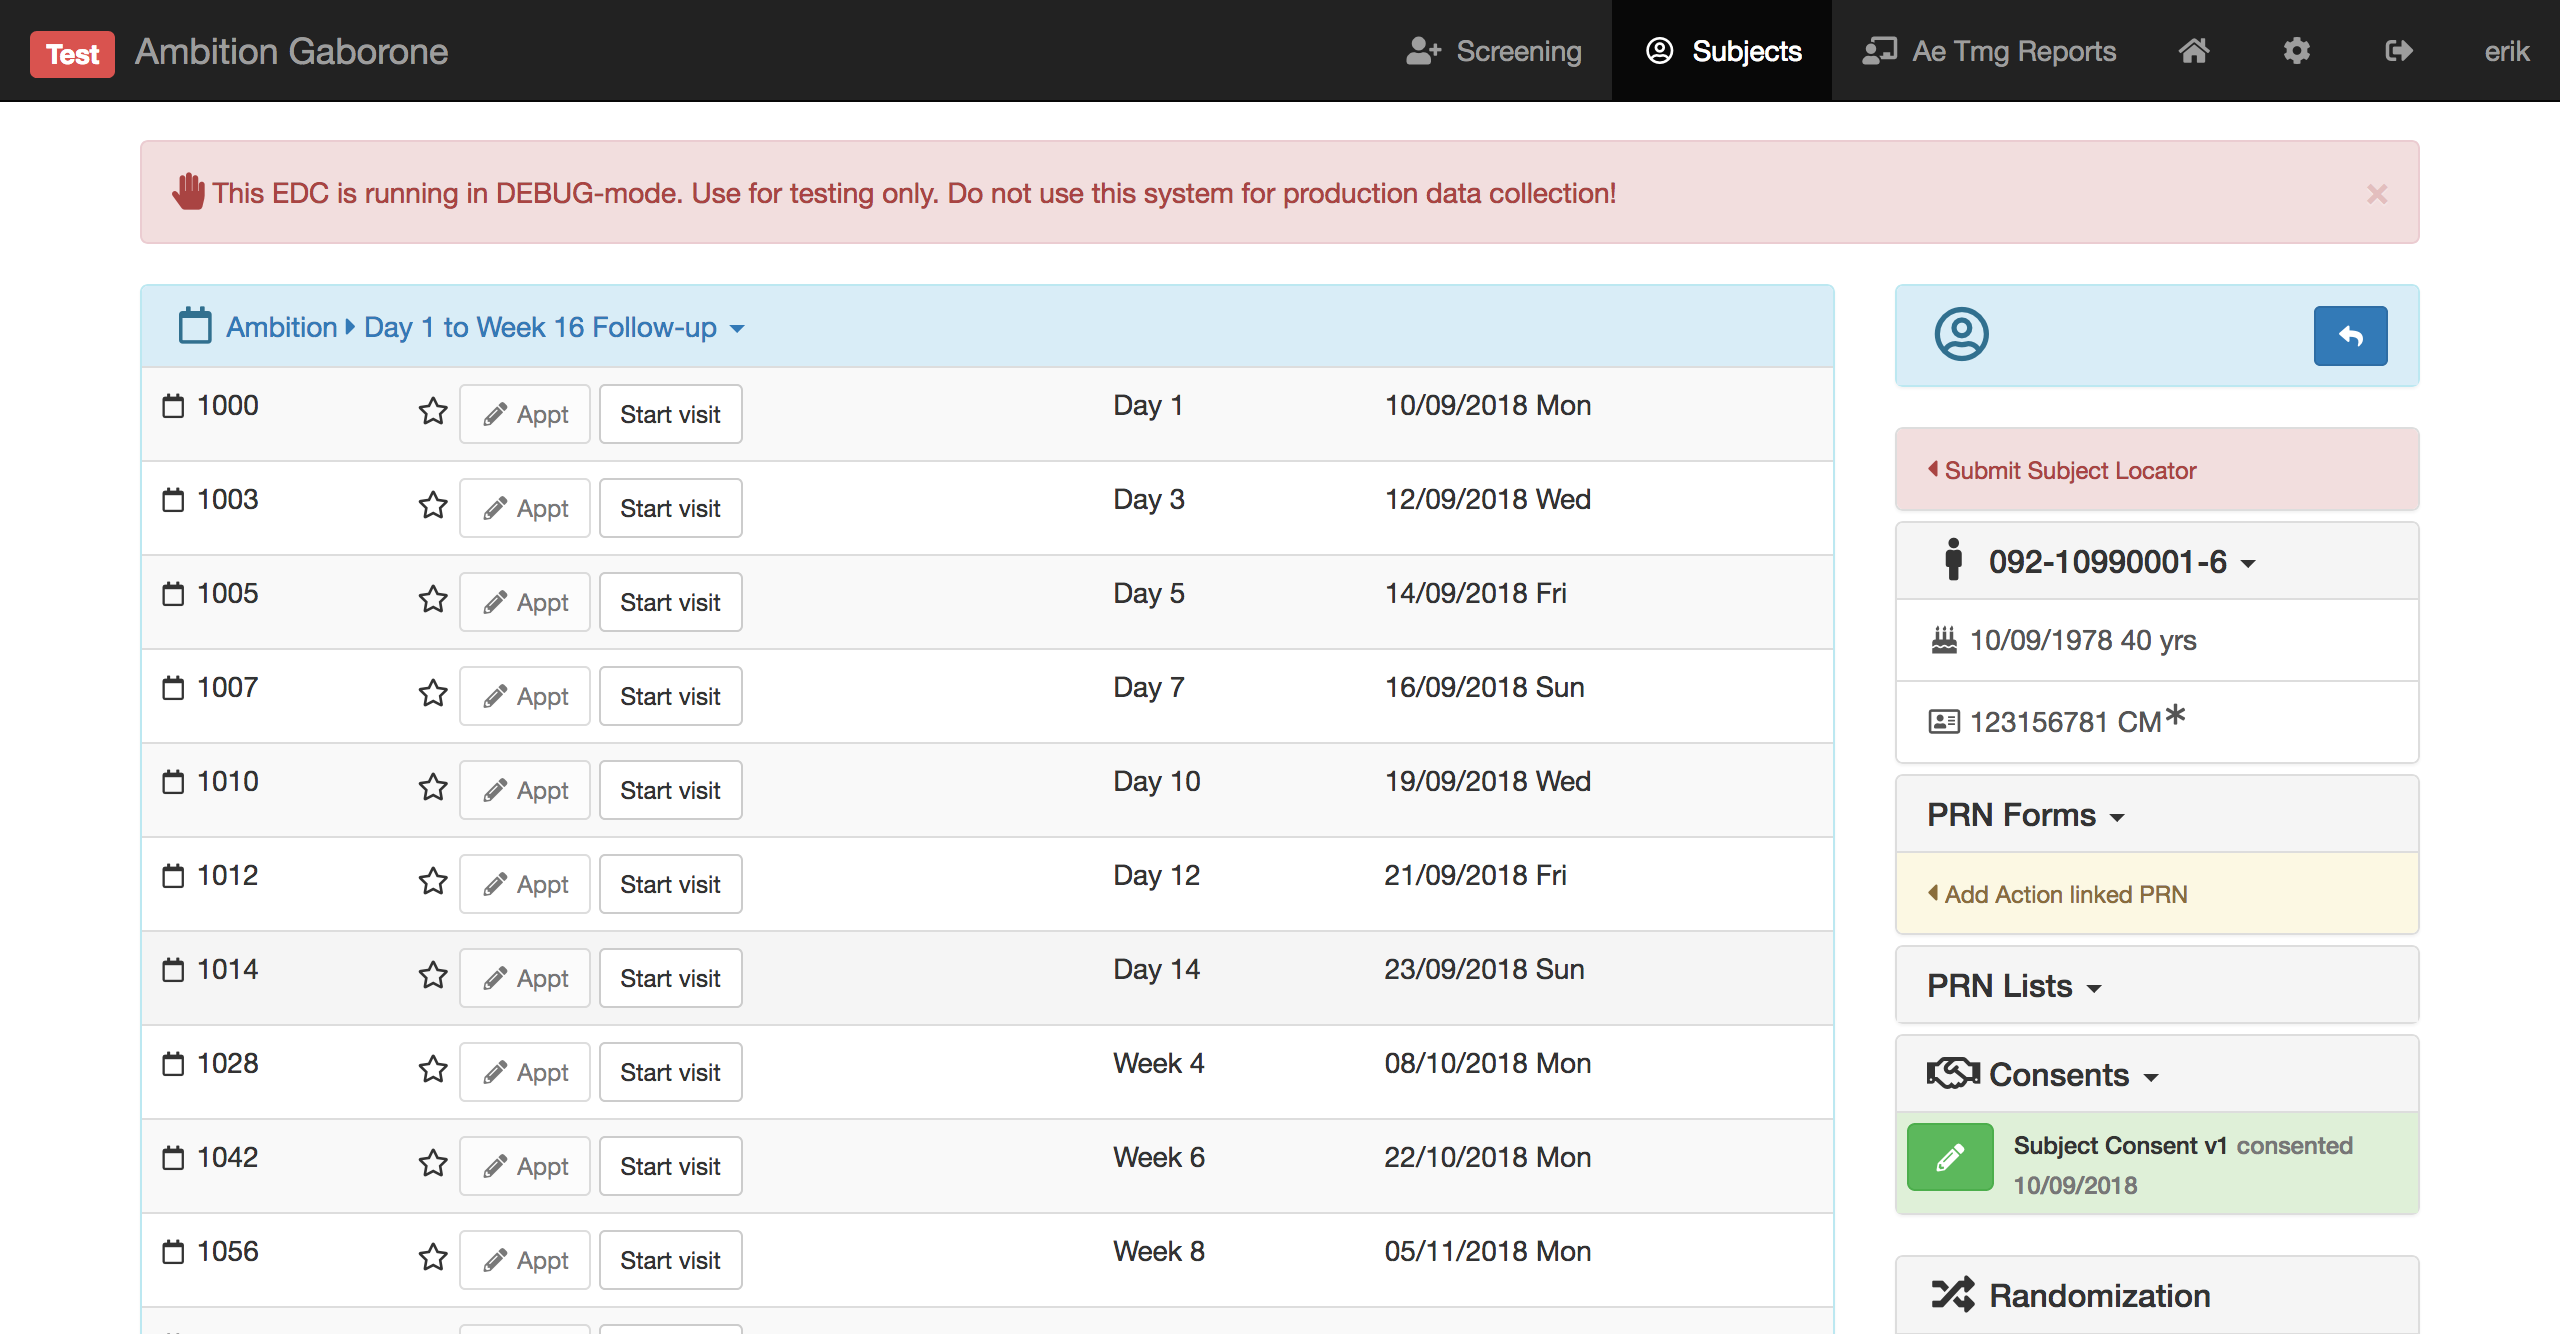 Test Ambition Gaborone Screening Subjects Ae Tmg Reports erik
This EDC is running in DEBUG-mode. Use for testing only. Do not use this system for production data collection! ×
Ambition Day 1 to Week 16 Follow-up
1000 Appt Start visit Day 1 10/09/2018 Mon
1003 Appt Start visit Day 3 12/09/2018 Wed
1005 Appt Start visit Day 5 14/09/2018 Fri
1007 Appt Start visit Day 7 16/09/2018 Sun
1010 Appt Start visit Day 10 19/09/2018 Wed
1012 Appt Start visit Day 12 21/09/2018 Fri
1014 Appt Start visit Day 14 23/09/2018 Sun
1028 Appt Start visit Week 4 08/10/2018 Mon
1042 Appt Start visit Week 6 22/10/2018 Mon
1056 Appt Start visit Week 8 05/11/2018 Mon
Submit Subject Locator
092-10990001-6
10/09/1978 40 yrs
123156781 CM*
PRN Forms
Add Action linked PRN
PRN Lists
Consents
Subject Consent v1 consented
10/09/2018
Randomization